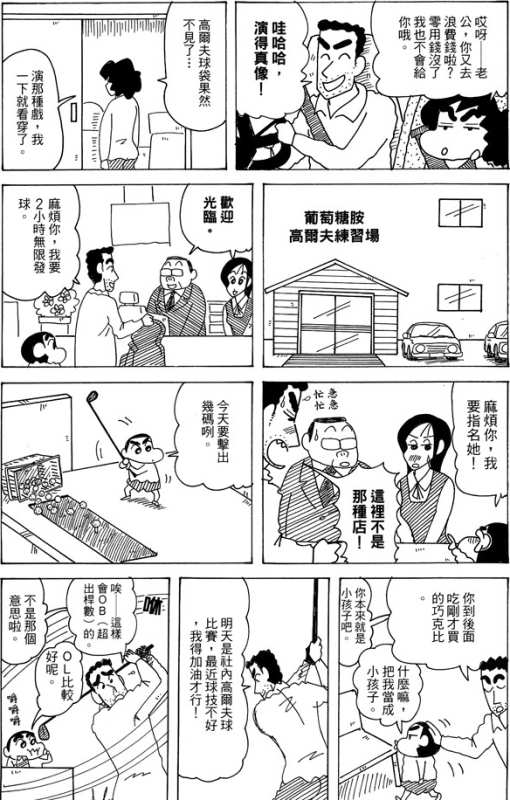 哎呀──老
公，你又去
浪費錢啦？
零用錢沒了
我也不會給
你哦。
哇哈哈，
演得真像！
高爾夫球袋果然
不見了…
演那種戲，我
一下就看穿了。
葡萄糖胺
高爾夫練習場
歡迎
光臨。
麻煩你，我要
2小時無限發
球。
麻煩你，我
要指名她！
急急
忙忙
這裡不是
那種店！
今天要擊出
幾碼咧。
你到後面
吃剛才買
的巧克比
什麼嘛，
把我當成
小孩子。
你本來就是
小孩子吧。
明天是社內高爾夫球
比賽，最近球技不好
，我得加油才行！
唉──這樣
會OB（超
出桿數）的。
OL比較
好呢。
不是那個
意思啦。